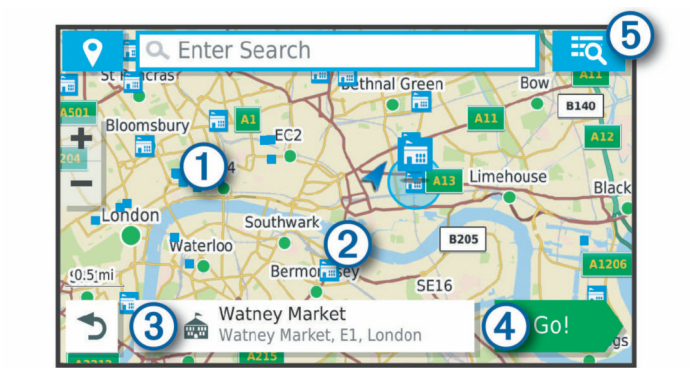 5
Enter Search
St Pancras
Bethnal Green
Bow
A11
B140
A501
A1
A11
Bloomsbury
EC2
A12
+
204
1
4
A13
Limehouse
−
Black
London
Southwark
2
B205
Waterloo
0.5 mi
Bermondsey
A1206
SE16
3
Watney Market
Watney Market, E1, London
4
Go!
gs
A215